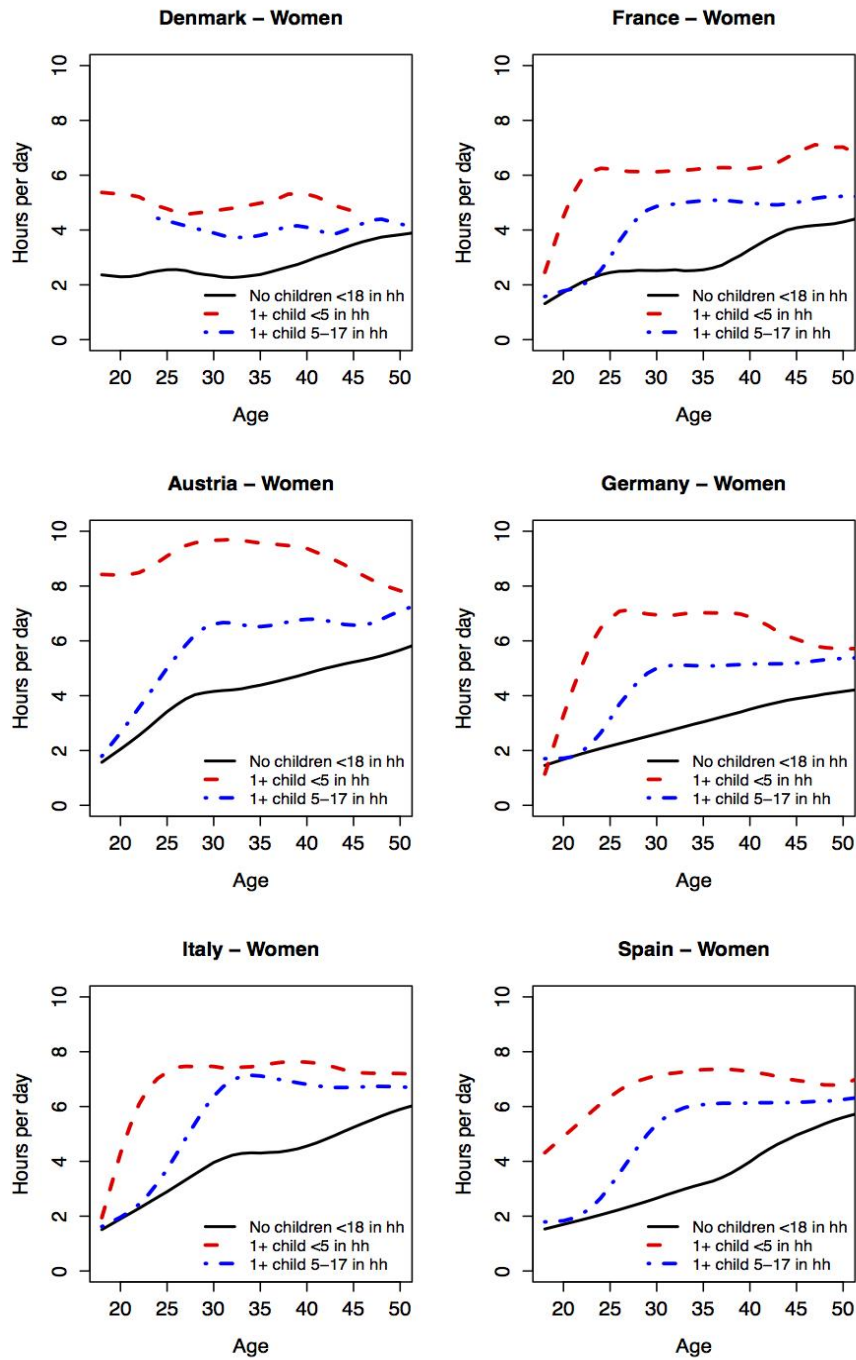 Denmark – Women
Hours per day
10
8
6
4
2
0
No children <18 in hh
1+ child <5 in hh
1+ child 5–17 in hh
20 25 30 35 40 45 50
Age
France – Women
Hours per day
10
8
6
4
2
0
No children <18 in hh
1+ child <5 in hh
1+ child 5–17 in hh
20 25 30 35 40 45 50
Age
Austria – Women
Hours per day
10
8
6
4
2
0
No children <18 in hh
1+ child <5 in hh
1+ child 5–17 in hh
20 25 30 35 40 45 50
Age
Germany – Women
Hours per day
10
8
6
4
2
0
No children <18 in hh
1+ child <5 in hh
1+ child 5–17 in hh
20 25 30 35 40 45 50
Age
Italy – Women
Hours per day
10
8
6
4
2
0
No children <18 in hh
1+ child <5 in hh
1+ child 5–17 in hh
20 25 30 35 40 45 50
Age
Spain – Women
Hours per day
10
8
6
4
2
0
No children <18 in hh
1+ child <5 in hh
1+ child 5–17 in hh
20 25 30 35 40 45 50
Age